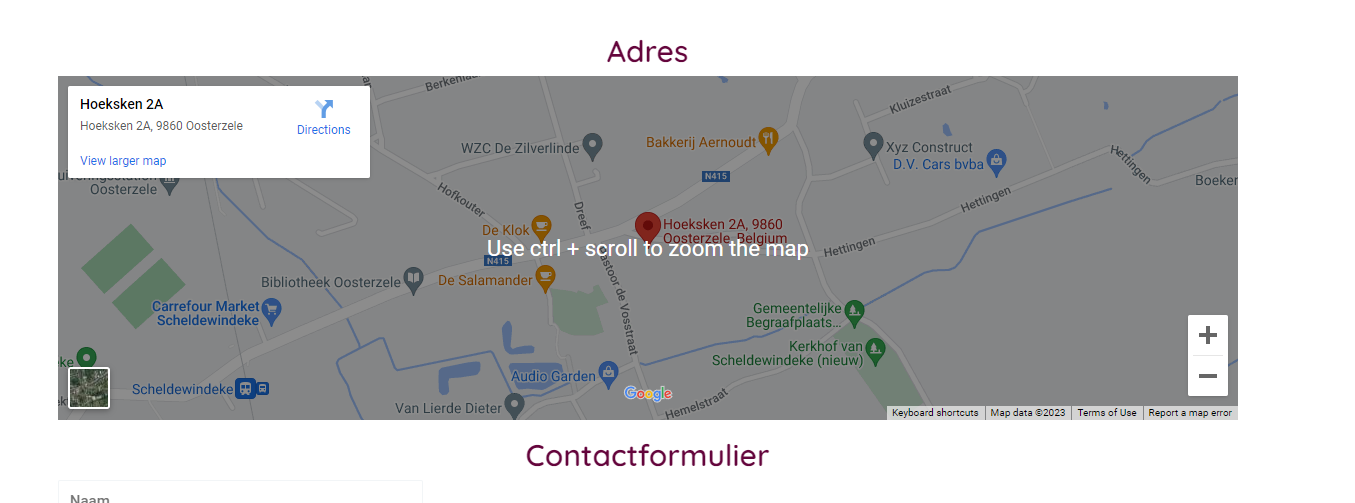 Adres
Hoeksken 2A
Hoeksken 2A, 9860 Oosterzele
Directions
View larger map
Oosterzele
WZC De Zilverlinde
Bakkerij Aernoudt
Kluizestraat
Xyz Construct
D.V. Cars bvba
Hettingen
Boeker
N415
Hofkouter
Dreef
Hettingen
De Klok
Hoeksken 2A, 9860
Oosterzele, Belgium
Hettingen
Use ctrl + scroll to zoom the map
N415
Bibliotheek Oosterzele
De Salamander
Pastoor de Vosstraat
Carrefour Market
Scheldewindeke
Gemeentelijke
Begraafplaats...
Kerkhof van
Scheldewindeke (nieuw)
Scheldewindeke
Audio Garden
Van Lierde Dieter
Hemelstraat
Google
Keyboard shortcuts
Map data ©2023
Terms of Use
Report a map error
Contactformulier
Naam